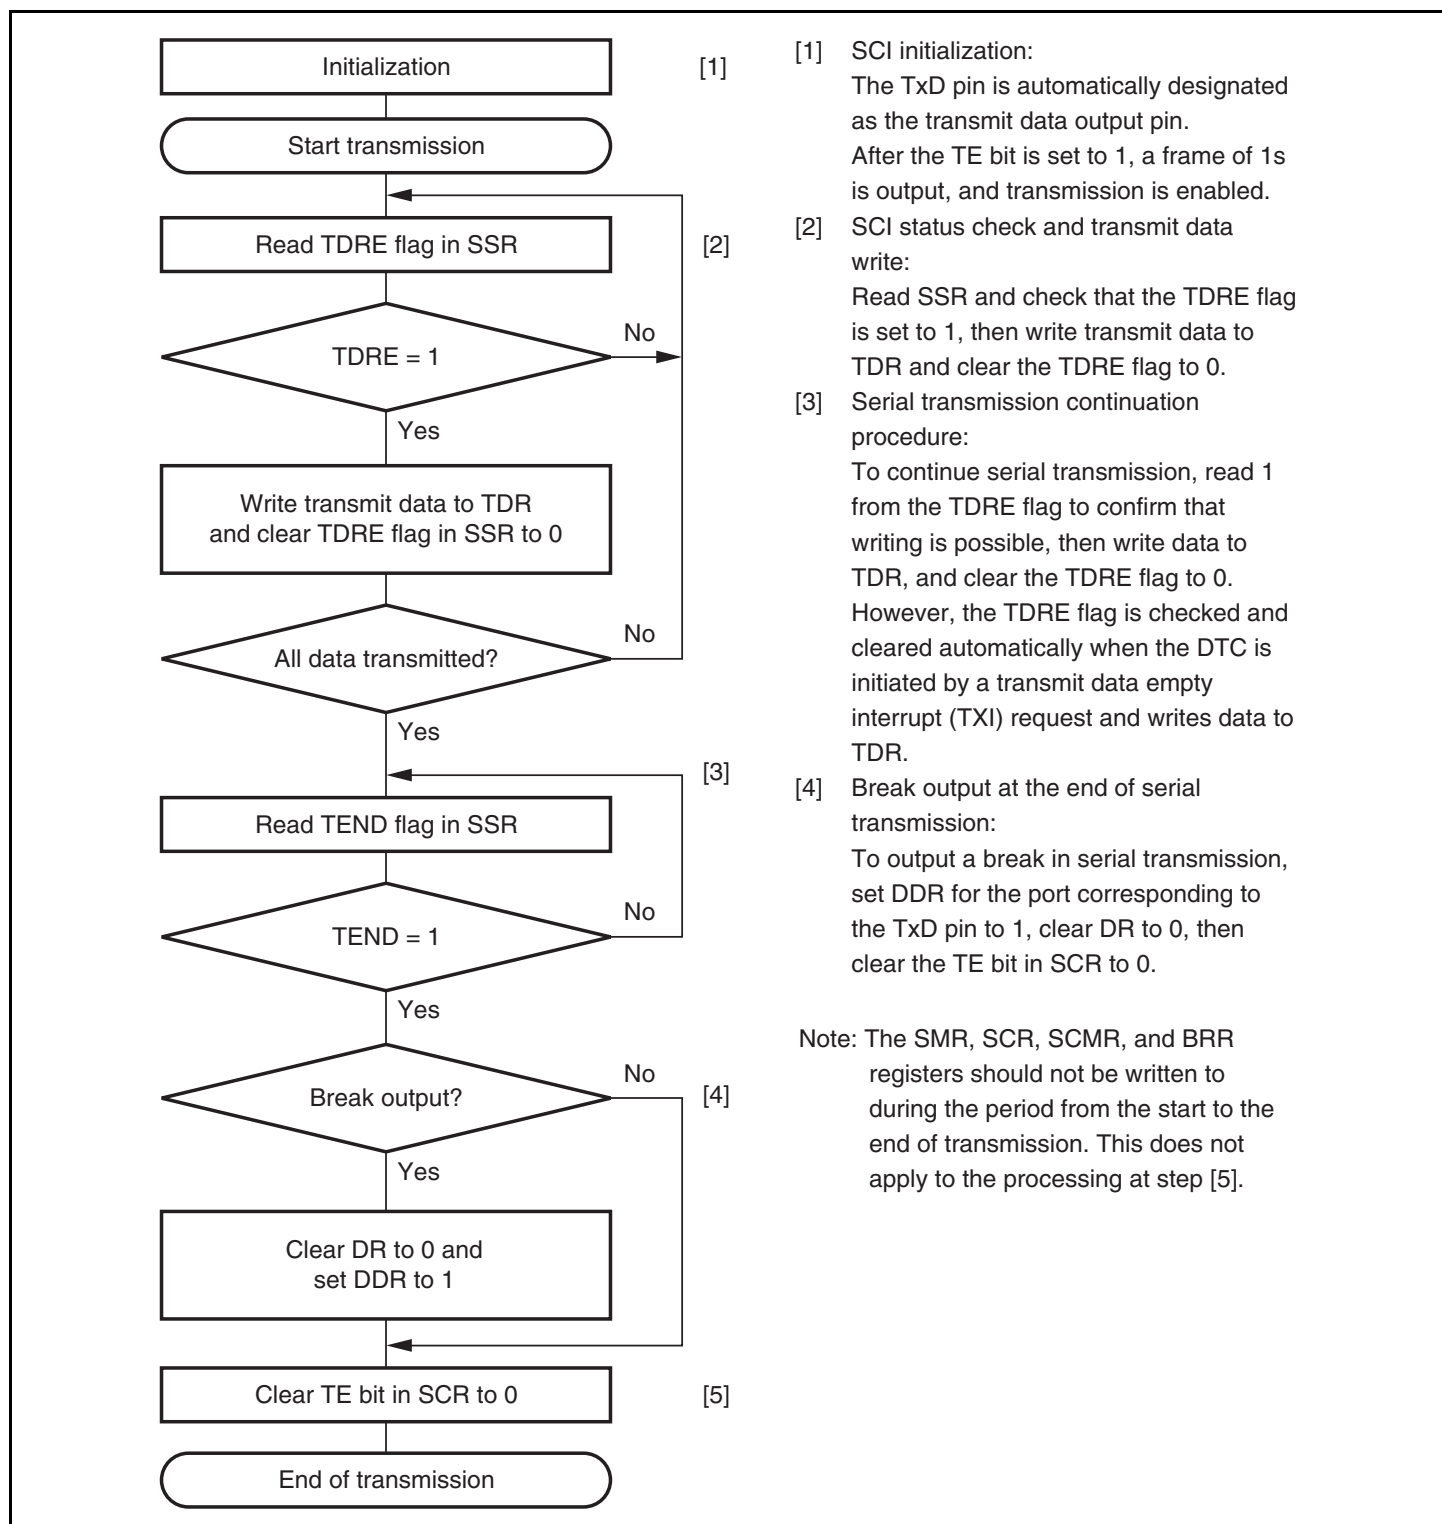 Initialization
[1]
Start transmission
Read TDRE flag in SSR
[2]
No
TDRE = 1
Yes
Write transmit data to TDR
and clear TDRE flag in SSR to 0
No
All data transmitted?
Yes
[3]
Read TEND flag in SSR
No
TEND = 1
Yes
No
Break output?
[4]
Yes
Clear DR to 0 and
set DDR to 1
Clear TE bit in SCR to 0
[5]
End of transmission
[1] SCI initialization:
The TxD pin is automatically designated
as the transmit data output pin.
After the TE bit is set to 1, a frame of 1s
is output, and transmission is enabled.
[2] SCI status check and transmit data
write:
Read SSR and check that the TDRE flag
is set to 1, then write transmit data to
TDR and clear the TDRE flag to 0.
[3] Serial transmission continuation
procedure:
To continue serial transmission, read 1
from the TDRE flag to confirm that
writing is possible, then write data to
TDR, and clear the TDRE flag to 0.
However, the TDRE flag is checked and
cleared automatically when the DTC is
initiated by a transmit data empty
interrupt (TXI) request and writes data to
TDR.
[4] Break output at the end of serial
transmission:
To output a break in serial transmission,
set DDR for the port corresponding to
the TxD pin to 1, clear DR to 0, then
clear the TE bit in SCR to 0.
Note: The SMR, SCR, SCMR, and BRR
registers should not be written to
during the period from the start to the
end of transmission. This does not
apply to the processing at step [5].